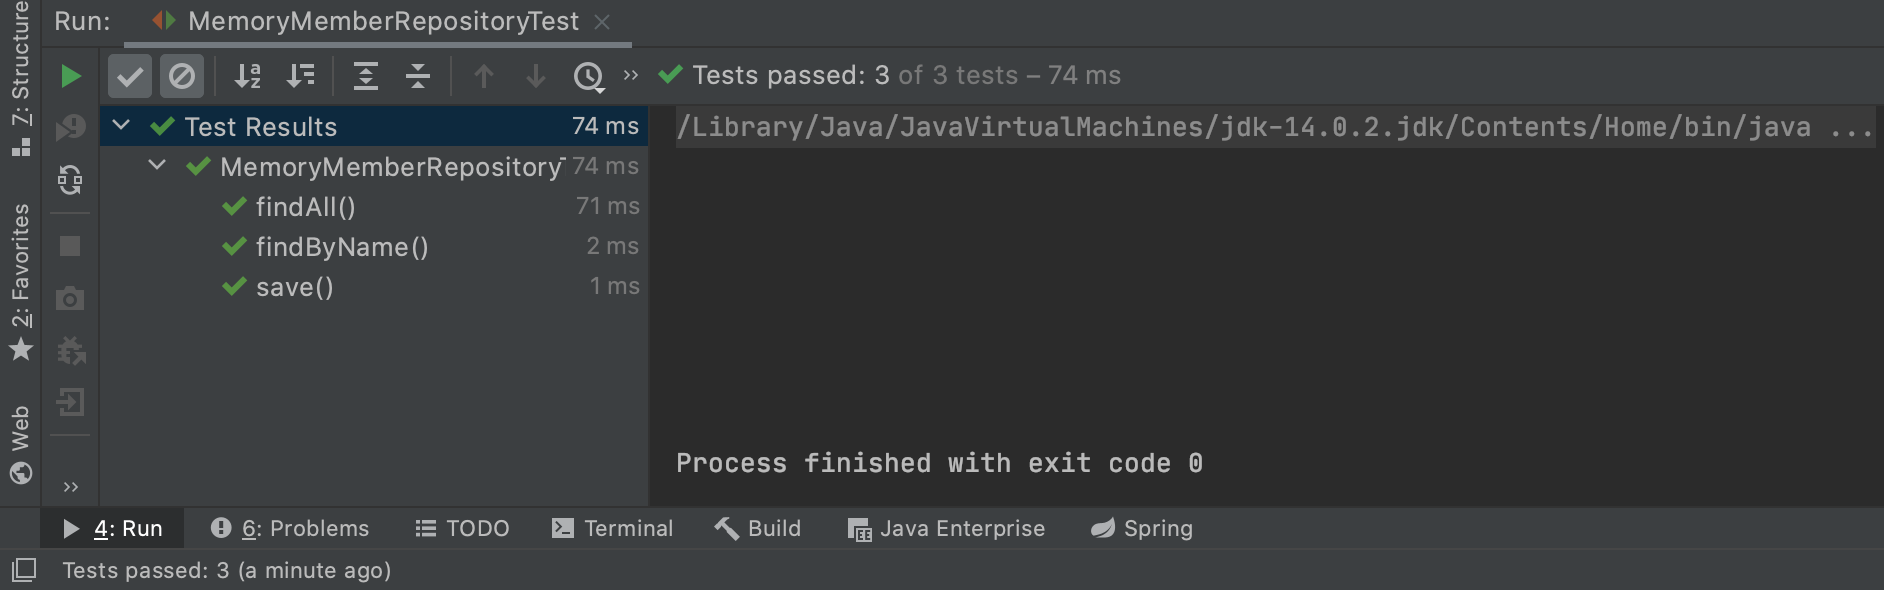 Run: MemoryMemberRepositoryTest
Tests passed: 3 of 3 tests – 74 ms
Test Results 74 ms
MemoryMemberRepositoryT 74 ms
findAll() 71 ms
findByName() 2 ms
save() 1 ms
/Library/Java/JavaVirtualMachines/jdk-14.0.2.jdk/Contents/Home/bin/java ...
Process finished with exit code 0
7: Structure
2: Favorites
Web
4: Run 6: Problems TODO Terminal Build Java Enterprise Spring
Tests passed: 3 (a minute ago)